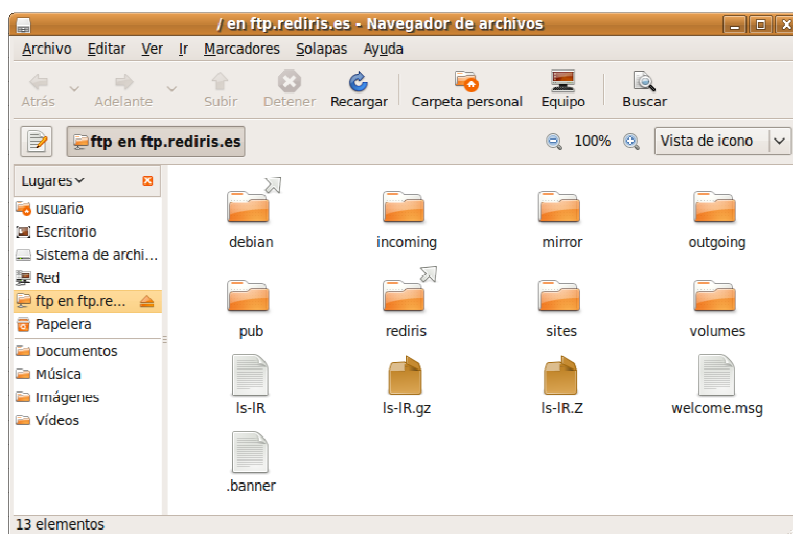 / en ftp.rediris.es - Navegador de archivos
Archivo Editar Ver Ir Marcadores Solapas Ayuda
Atrás Adelante Subir Detener Recargar Carpeta personal Equipo Buscar
ftp en ftp.rediris.es 100% Vista de icono
Lugares
usuario
Escritorio
Sistema de archi...
Red
ftp en ftp.re...
Papelera
Documentos
Música
Imágenes
Vídeos
debian incoming mirror outgoing
pub rediris sites volumes
ls-lR ls-lR.gz ls-lR.Z welcome.msg
.banner
13 elementos